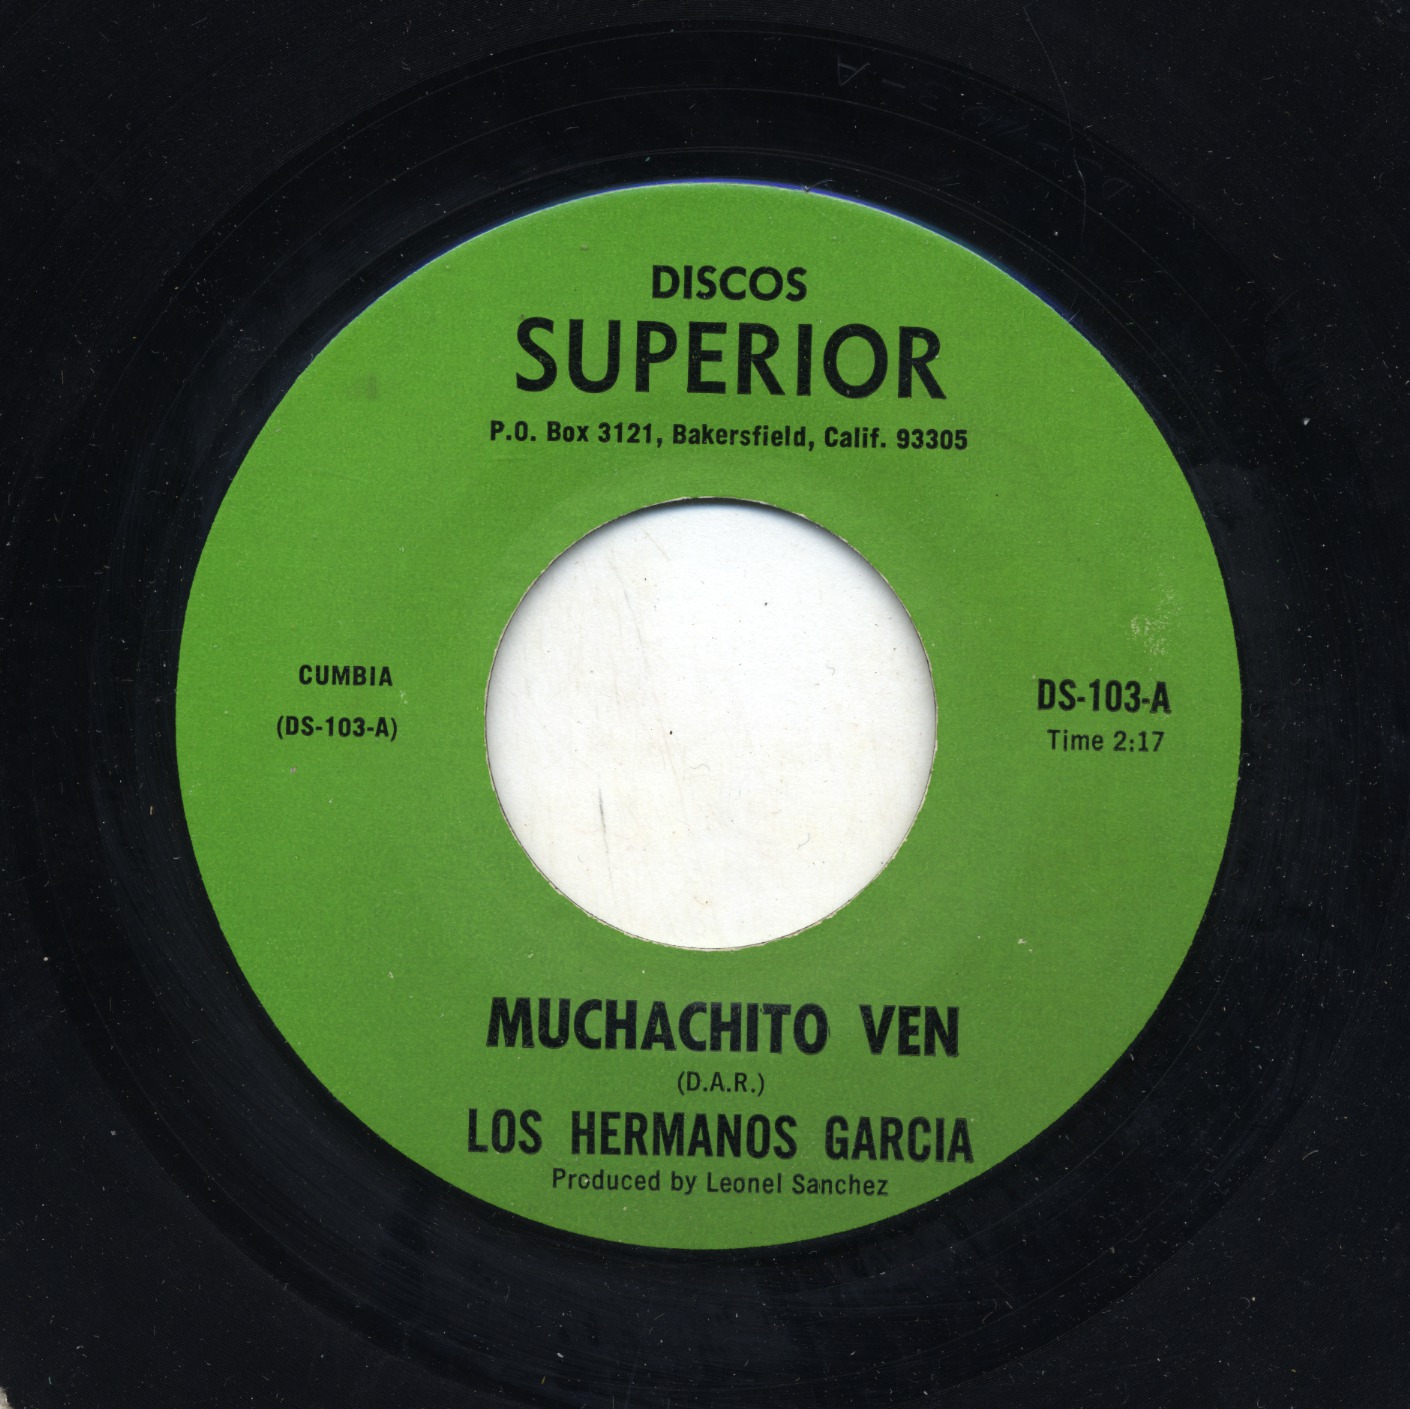 DISCOS
SUPERIOR
P.O. Box 3121, Bakersfield, Calif. 93305
CUMBIA
(DS-103-A)
DS-103-A
Time 2:17
MUCHACHITO VEN
(D.A.R.)
LOS HERMANOS GARCIA
Produced by Leonel Sanchez